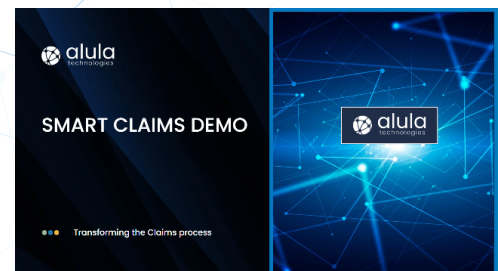 alula
technologies
SMART CLAIMS DEMO
Transforming the Claims process
alula
technologies